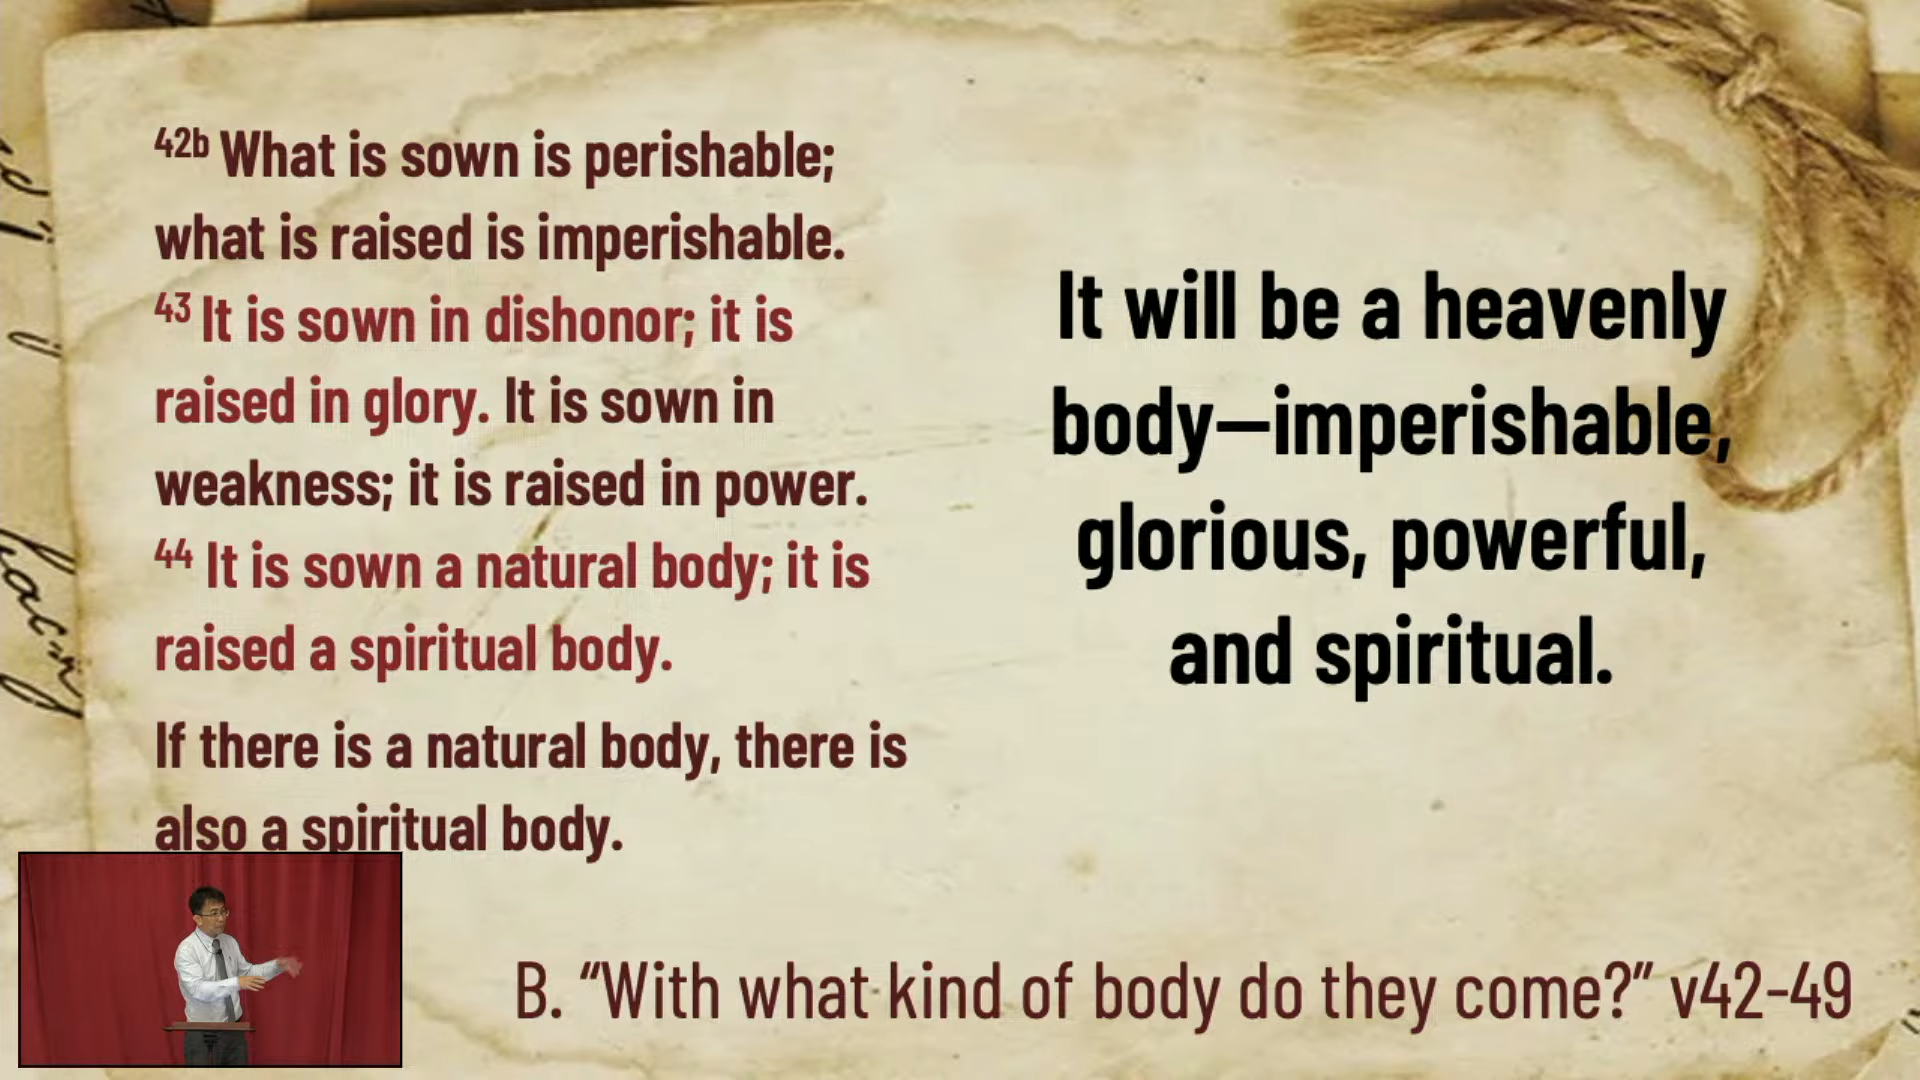 42b What is sown is perishable;
what is raised is imperishable.
43 It is sown in dishonor; it is
raised in glory. It is sown in
weakness; it is raised in power.
44 It is sown a natural body; it is
raised a spiritual body.
If there is a natural body, there is
also a spiritual body.
It will be a heavenly
body—imperishable,
glorious, powerful,
and spiritual.
B. “With what kind of body do they come?” v42-49